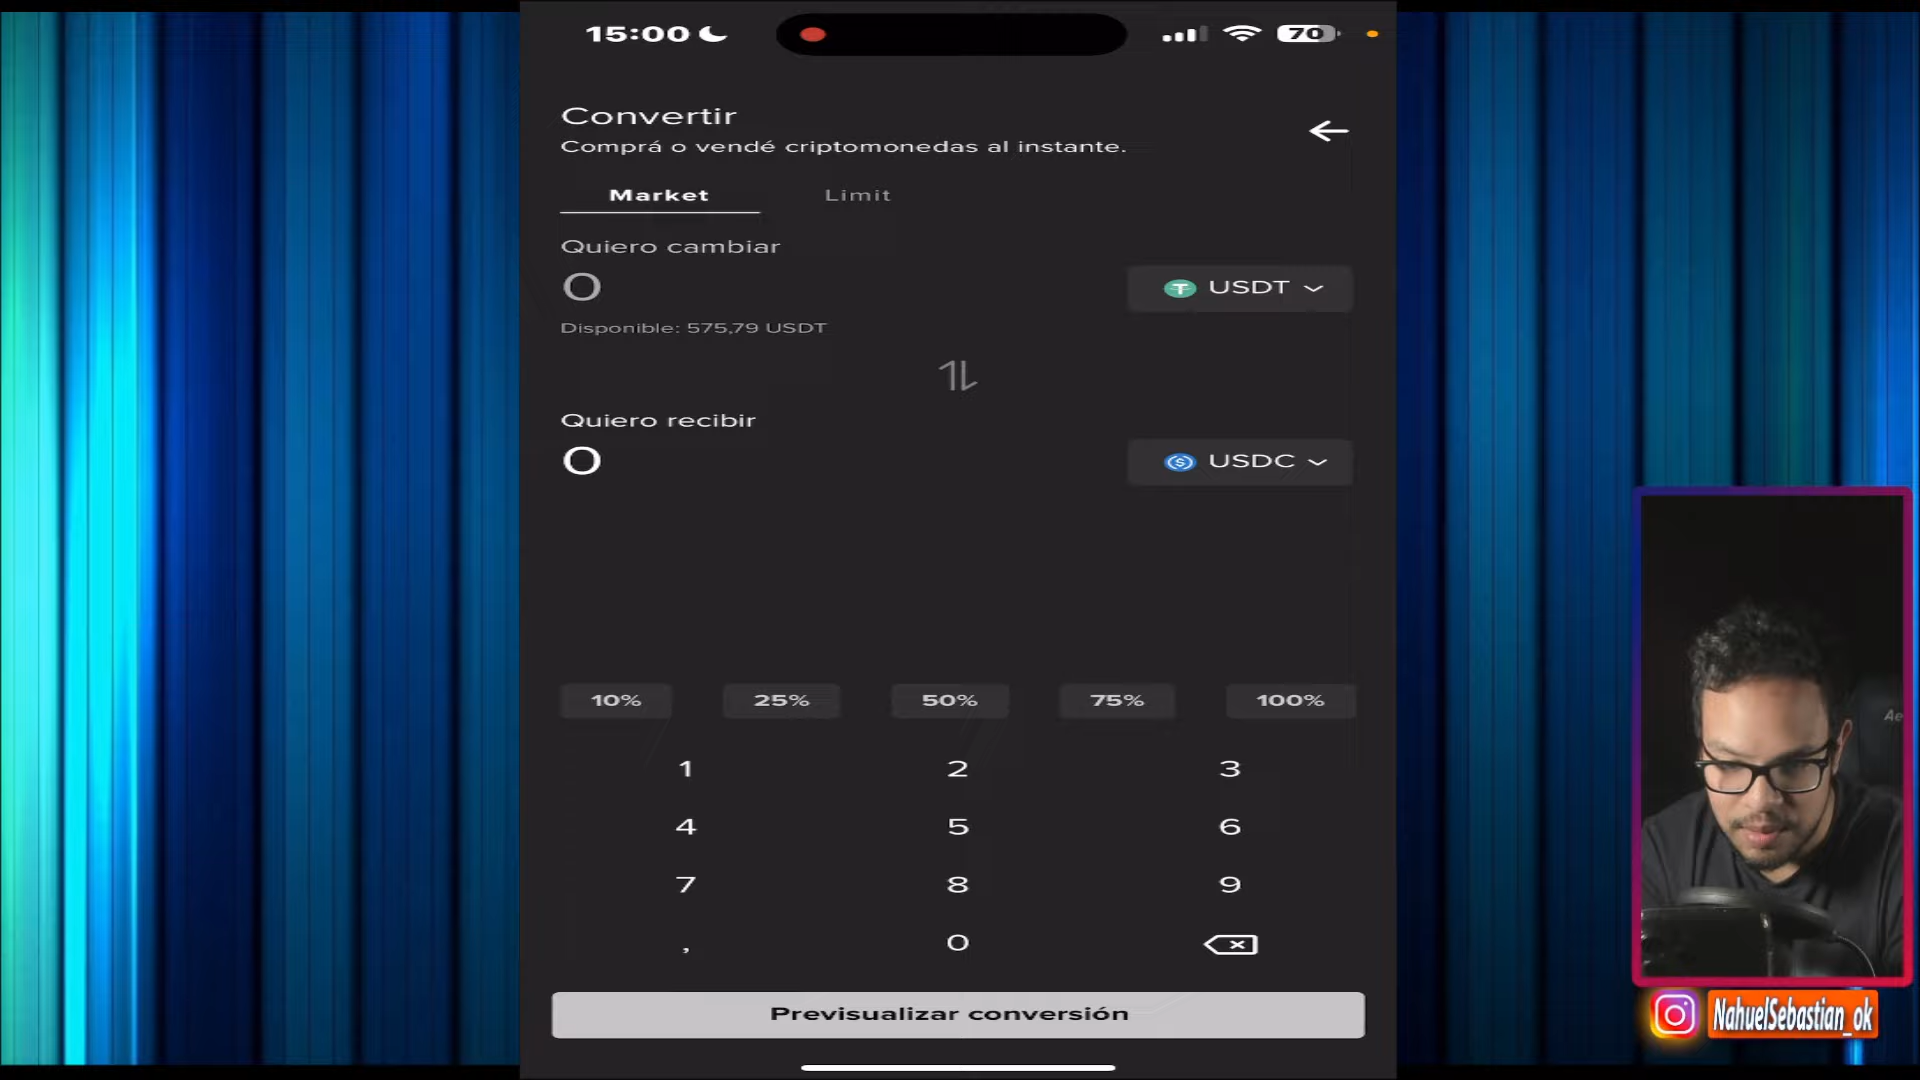 15:00
70
Convertir
Comprá o vendé criptomonedas al instante.
Market
Limit
Quiero cambiar
0
USDT
Disponible: 575,79 USDT
Quiero recibir
0
USDC
10%
25%
50%
75%
100%
1
2
3
4
5
6
7
8
9
,
0
Previsualizar conversión
Ae
NahuelSebastian_ok